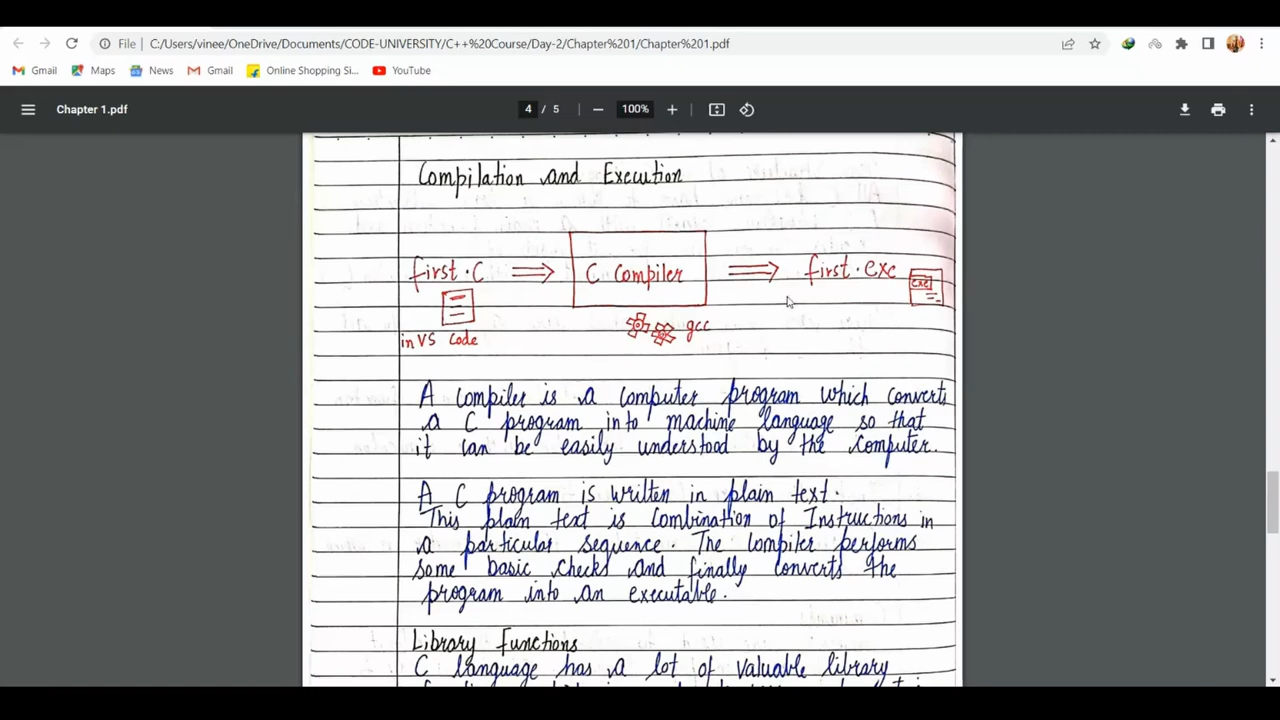 File
C:/Users/vinee/OneDrive/Documents/CODE-UNIVERSITY/C++%20Course/Day-2/Chapter%201/Chapter%201.pdf
Gmail Maps News Gmail Online Shopping Si... YouTube
Chapter 1.pdf
4 / 5
100%
Compilation and Execution
first.C ⇒ C Compiler ⇒ first.exe
exe
gcc
in VS Code
A compiler is a computer program which converts
a C program into machine language so that
it can be easily understood by the computer.
A C program is written in plain text.
This plain text is combination of Instructions in
a particular sequence. The compiler performs
some basic checks and finally converts the
program into an executable.
Library Functions
C language has a lot of valuable library